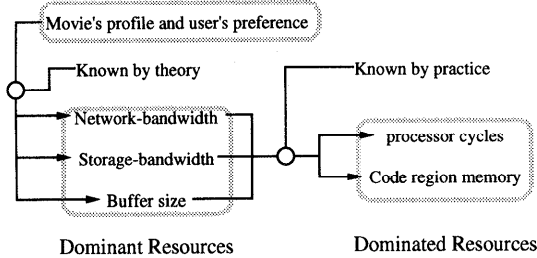 Movie's profile and user's preference
Known by theory
Known by practice
Network-bandwidth
processor cycles
Storage-bandwidth
Code region memory
Buffer size
Dominant Resources
Dominated Resources